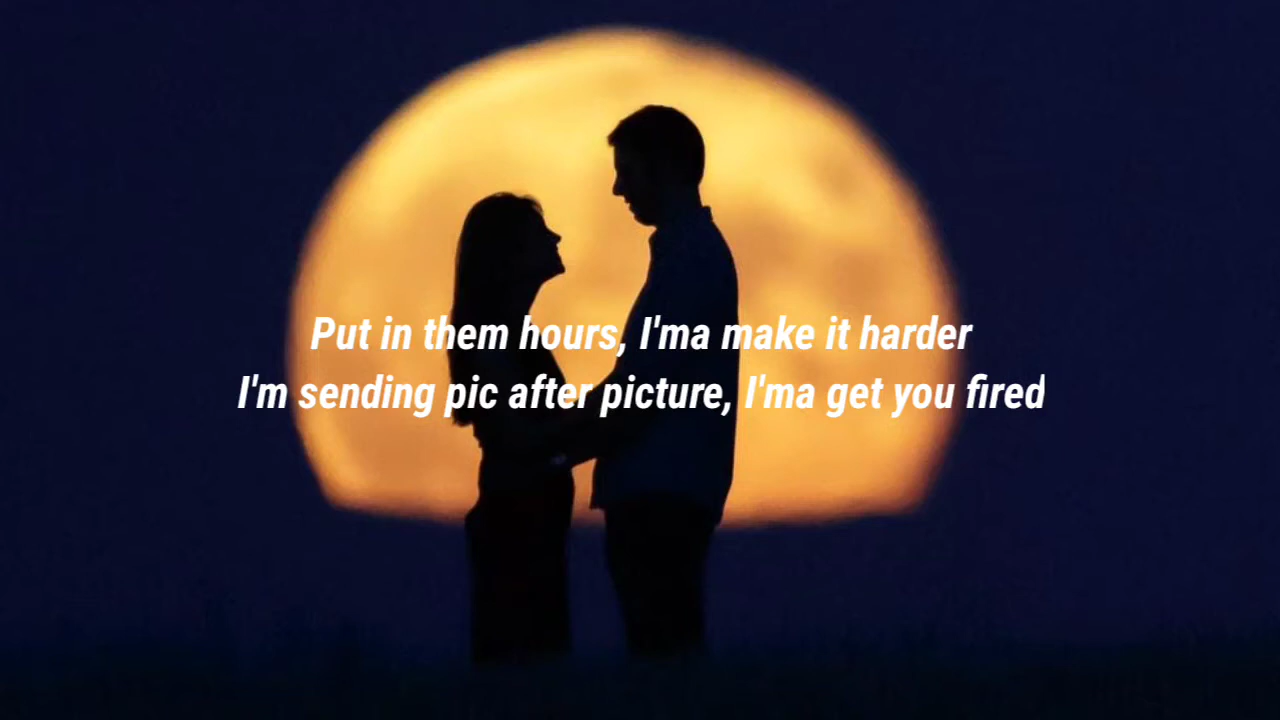 Put in them hours, I'ma make it harder
I'm sending pic after picture, I'ma get you fired